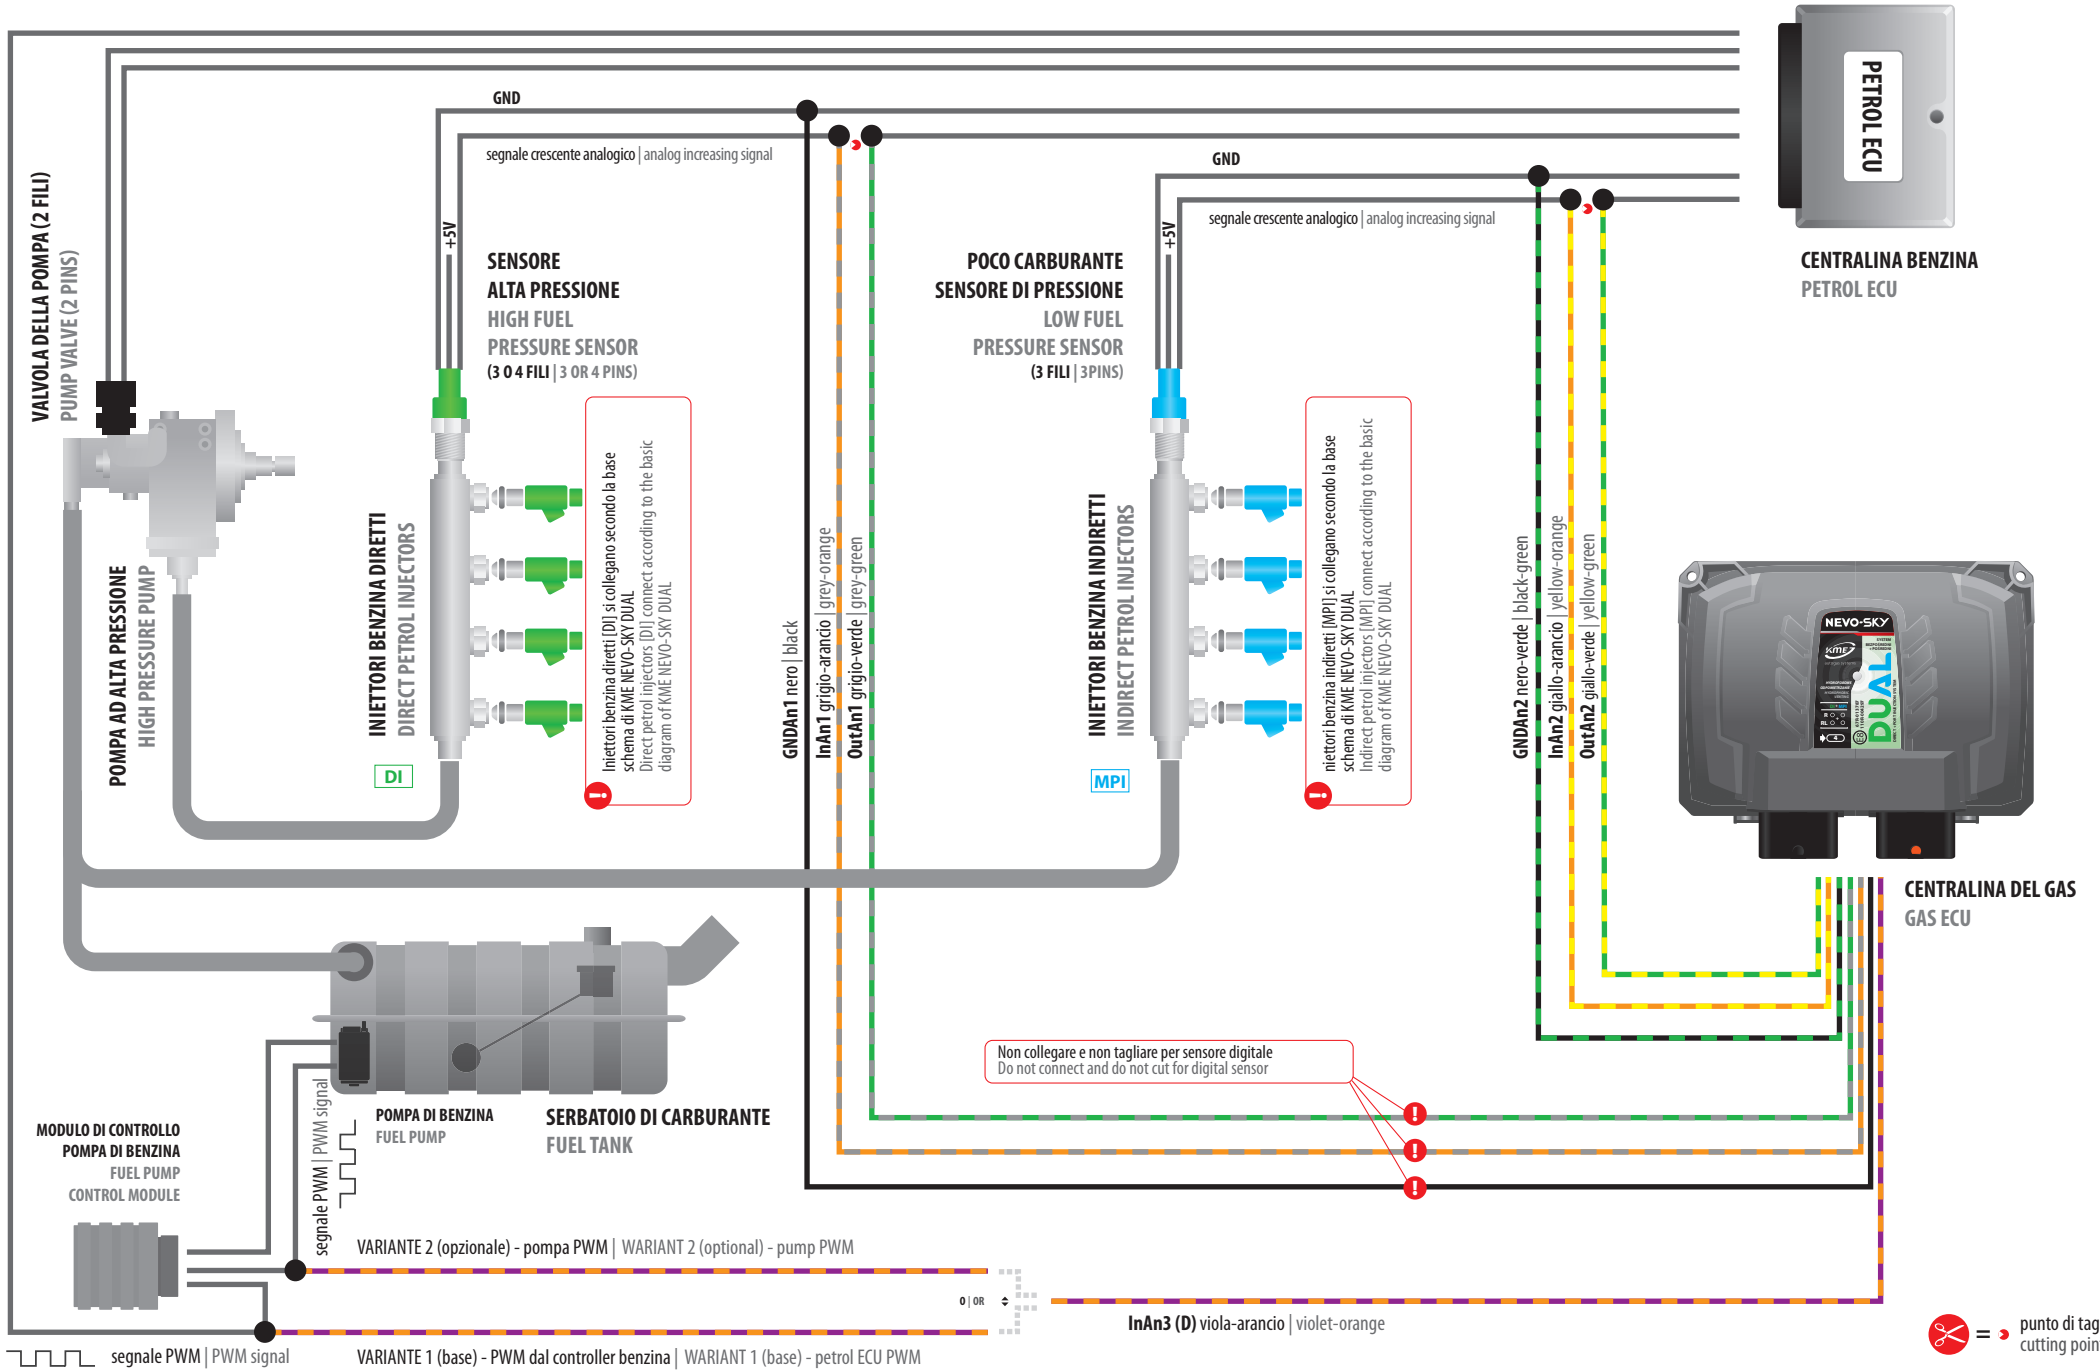 PETROL ECU
CENTRALINA BENZINA
PETROL ECU
GND
segnale crescente analogico | analog increasing signal
+5V
SENSORE
ALTA PRESSIONE
HIGH FUEL
PRESSURE SENSOR
(3 O 4 FILI | 3 OR 4 PINS)
GND
segnale crescente analogico | analog increasing signal
+5V
POCO CARBURANTE
SENSORE DI PRESSIONE
LOW FUEL
PRESSURE SENSOR
(3 FILI | 3PINS)
VALVOLA DELLA POMPA (2 FILI)
PUMP VALVE (2 PINS)
POMPA AD ALTA PRESSIONE
HIGH PRESSURE PUMP
INIETTORI BENZINA DIRETTI
DIRECT PETROL INJECTORS
DI
Iniettori benzina diretti [DI] si collegano secondo la base
schema di KME NEVO-SKY DUAL
Direct petrol injectors [DI] connect according to the basic
diagram of KME NEVO-SKY DUAL
GNDAn1 nero | black
InAn1 grigio-arancio | grey-orange
OutAn1 grigio-verde | grey-green
INIETTORI BENZINA INDIRETTI
INDIRECT PETROL INJECTORS
MPI
niettori benzina indiretti [MPI] si collegano secondo la base
schema di KME NEVO-SKY DUAL
Indirect petrol injectors [MPI] connect according to the basic
diagram of KME NEVO-SKY DUAL
GNDAn2 nero-verde | black-green
InAn2 giallo-arancio | yellow-orange
OutAn2 giallo-verde | yellow-green
NEVO-SKY
KME
DUAL
CENTRALINA DEL GAS
GAS ECU
Non collegare e non tagliare per sensore digitale
Do not connect and do not cut for digital sensor
POMPA DI BENZINA
FUEL PUMP
SERBATOIO DI CARBURANTE
FUEL TANK
MODULO DI CONTROLLO
POMPA DI BENZINA
FUEL PUMP
CONTROL MODULE
segnale PWM | PWM signal
VARIANTE 2 (opzionale) - pompa PWM | WARIANT 2 (optional) - pump PWM
O | OR
InAn3 (D) viola-arancio | violet-orange
segnale PWM | PWM signal
VARIANTE 1 (base) - PWM dal controller benzina | WARIANT 1 (base) - petrol ECU PWM
= punto di tag
cutting poin